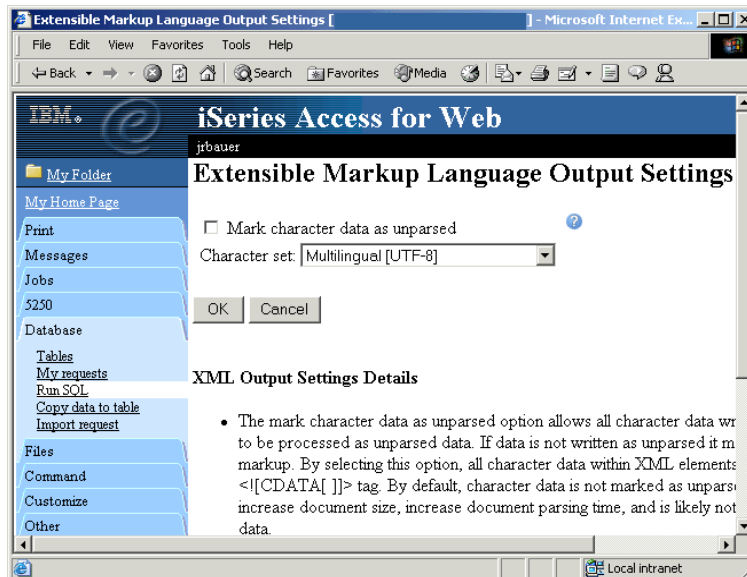 Extensible Markup Language Output Settings [ ] - Microsoft Internet Ex...
File Edit View Favorites Tools Help
Back Search Favorites Media
IBM
iSeries Access for Web
jrbauer
My Folder
My Home Page
Print
Messages
Jobs
5250
Database
Tables
My requests
Run SQL
Copy data to table
Import request
Files
Command
Customize
Other
Extensible Markup Language Output Settings
Mark character data as unparsed
Character set: Multilingual [UTF-8]
OK Cancel
XML Output Settings Details
• The mark character data as unparsed option allows all character data wr
to be processed as unparsed data. If data is not written as unparsed it m
markup. By selecting this option, all character data within XML elements
<![CDATA[ ]]> tag. By default, character data is not marked as unparse
increase document size, increase document parsing time, and is likely not
data.
Local intranet